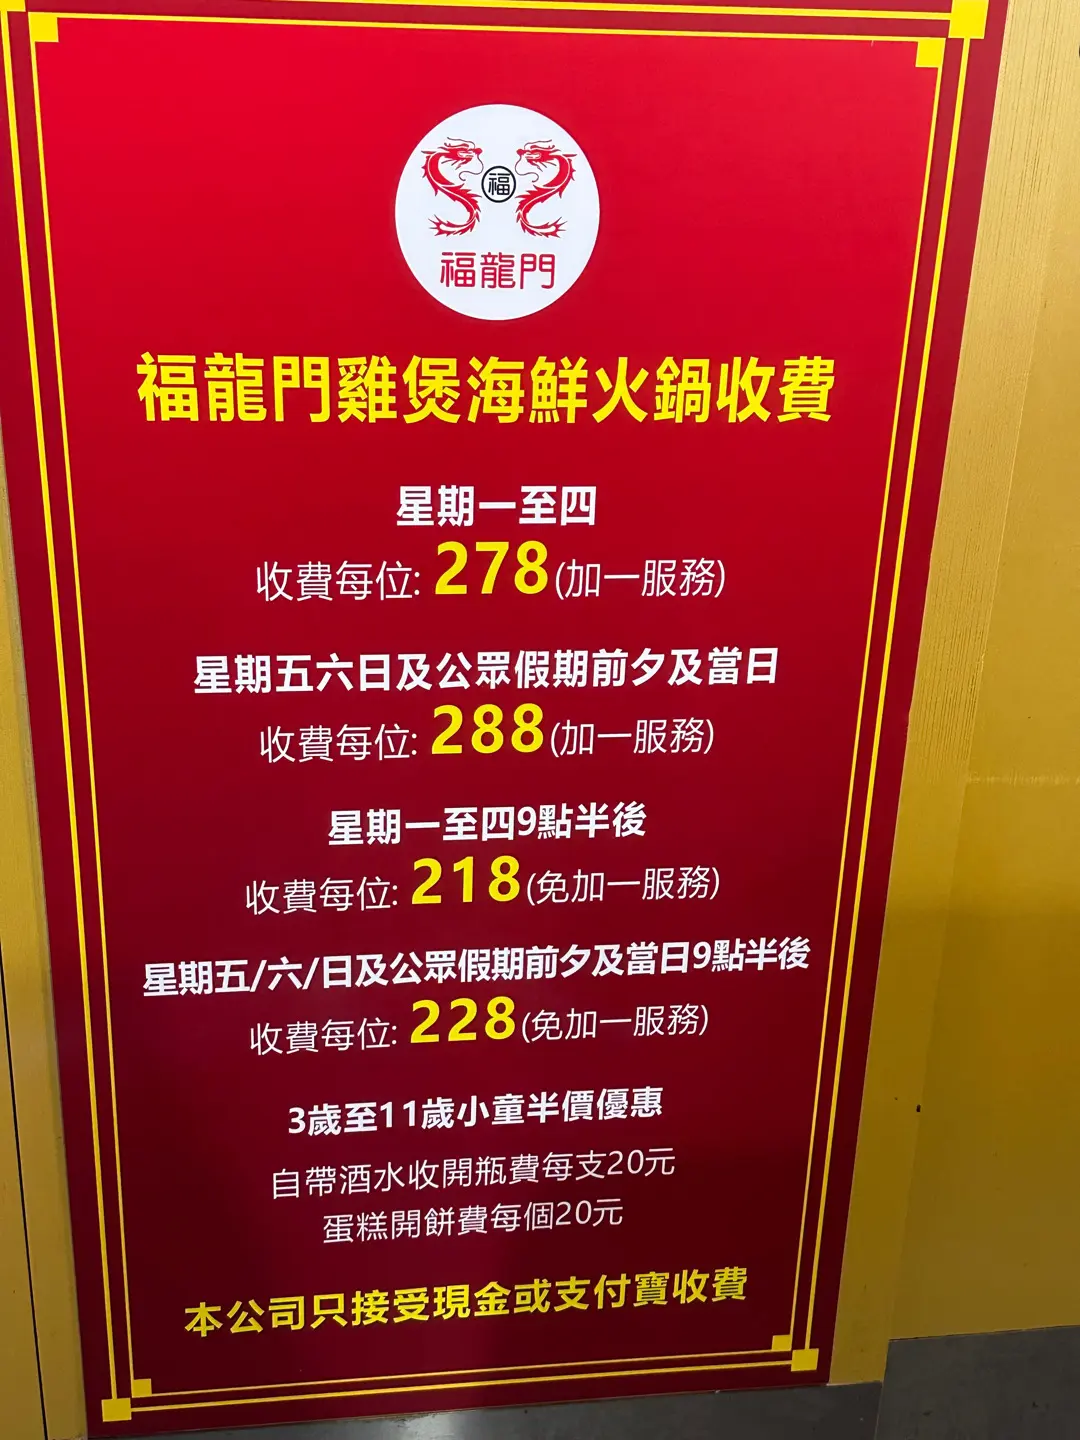 福
福龍門
福龍門雞煲海鮮火鍋收費
星期一至四
收費每位: 278(加一服務)
星期五六日及公眾假期前夕及當日
收費每位: 288(加一服務)
星期一至四9點半後
收費每位: 218(免加一服務)
星期五/六/日及公眾假期前夕及當日9點半後
收費每位: 228(免加一服務)
3歲至11歲小童半價優惠
自帶酒水收開瓶費每支20元
蛋糕開餅費每個20元
本公司只接受現金或支付寶收費